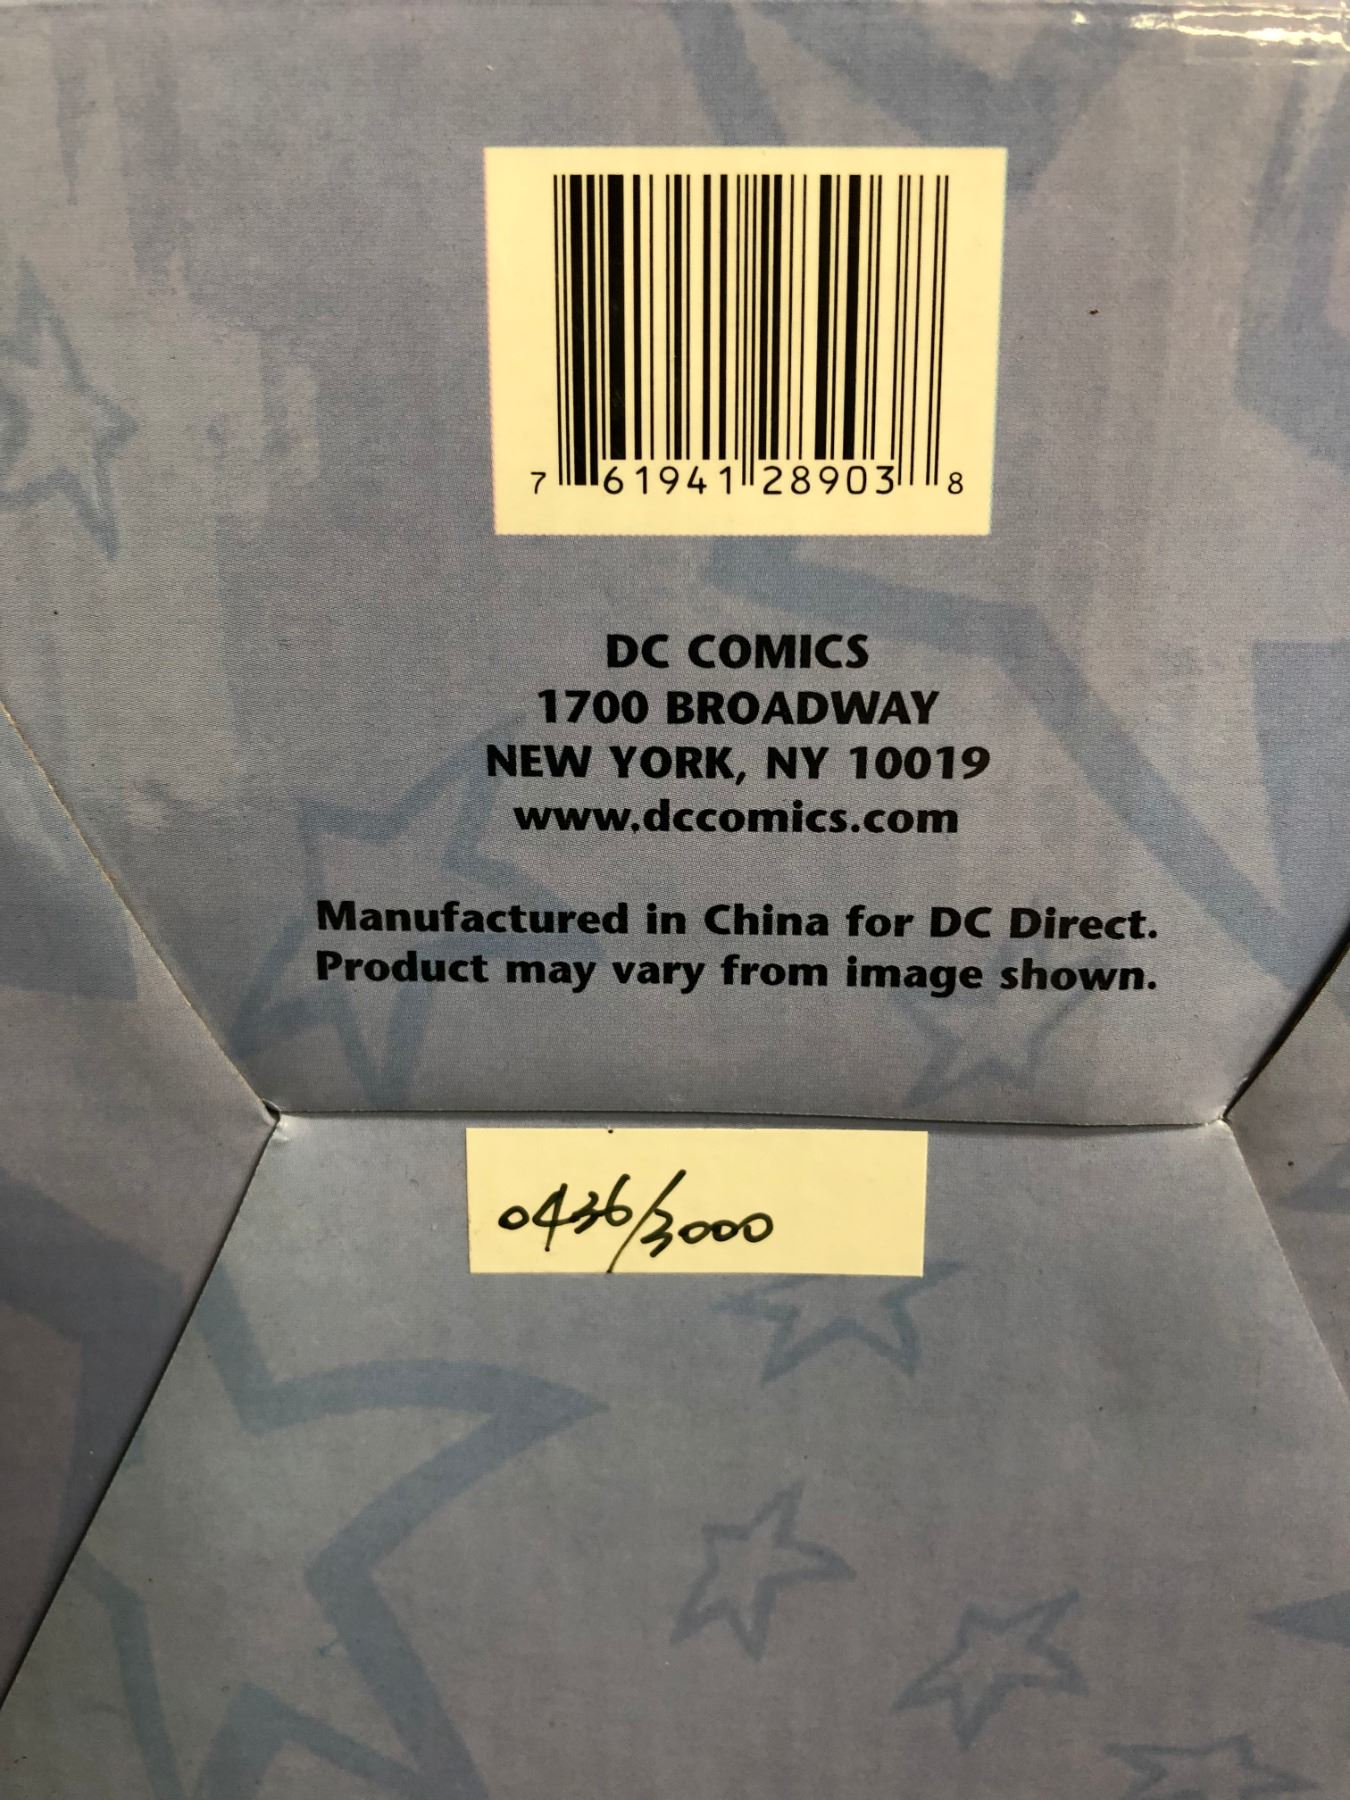 7 61941 28903 8
DC COMICS
1700 BROADWAY
NEW YORK, NY 10019
www.dccomics.com
Manufactured in China for DC Direct.
Product may vary from image shown.
0436/3000